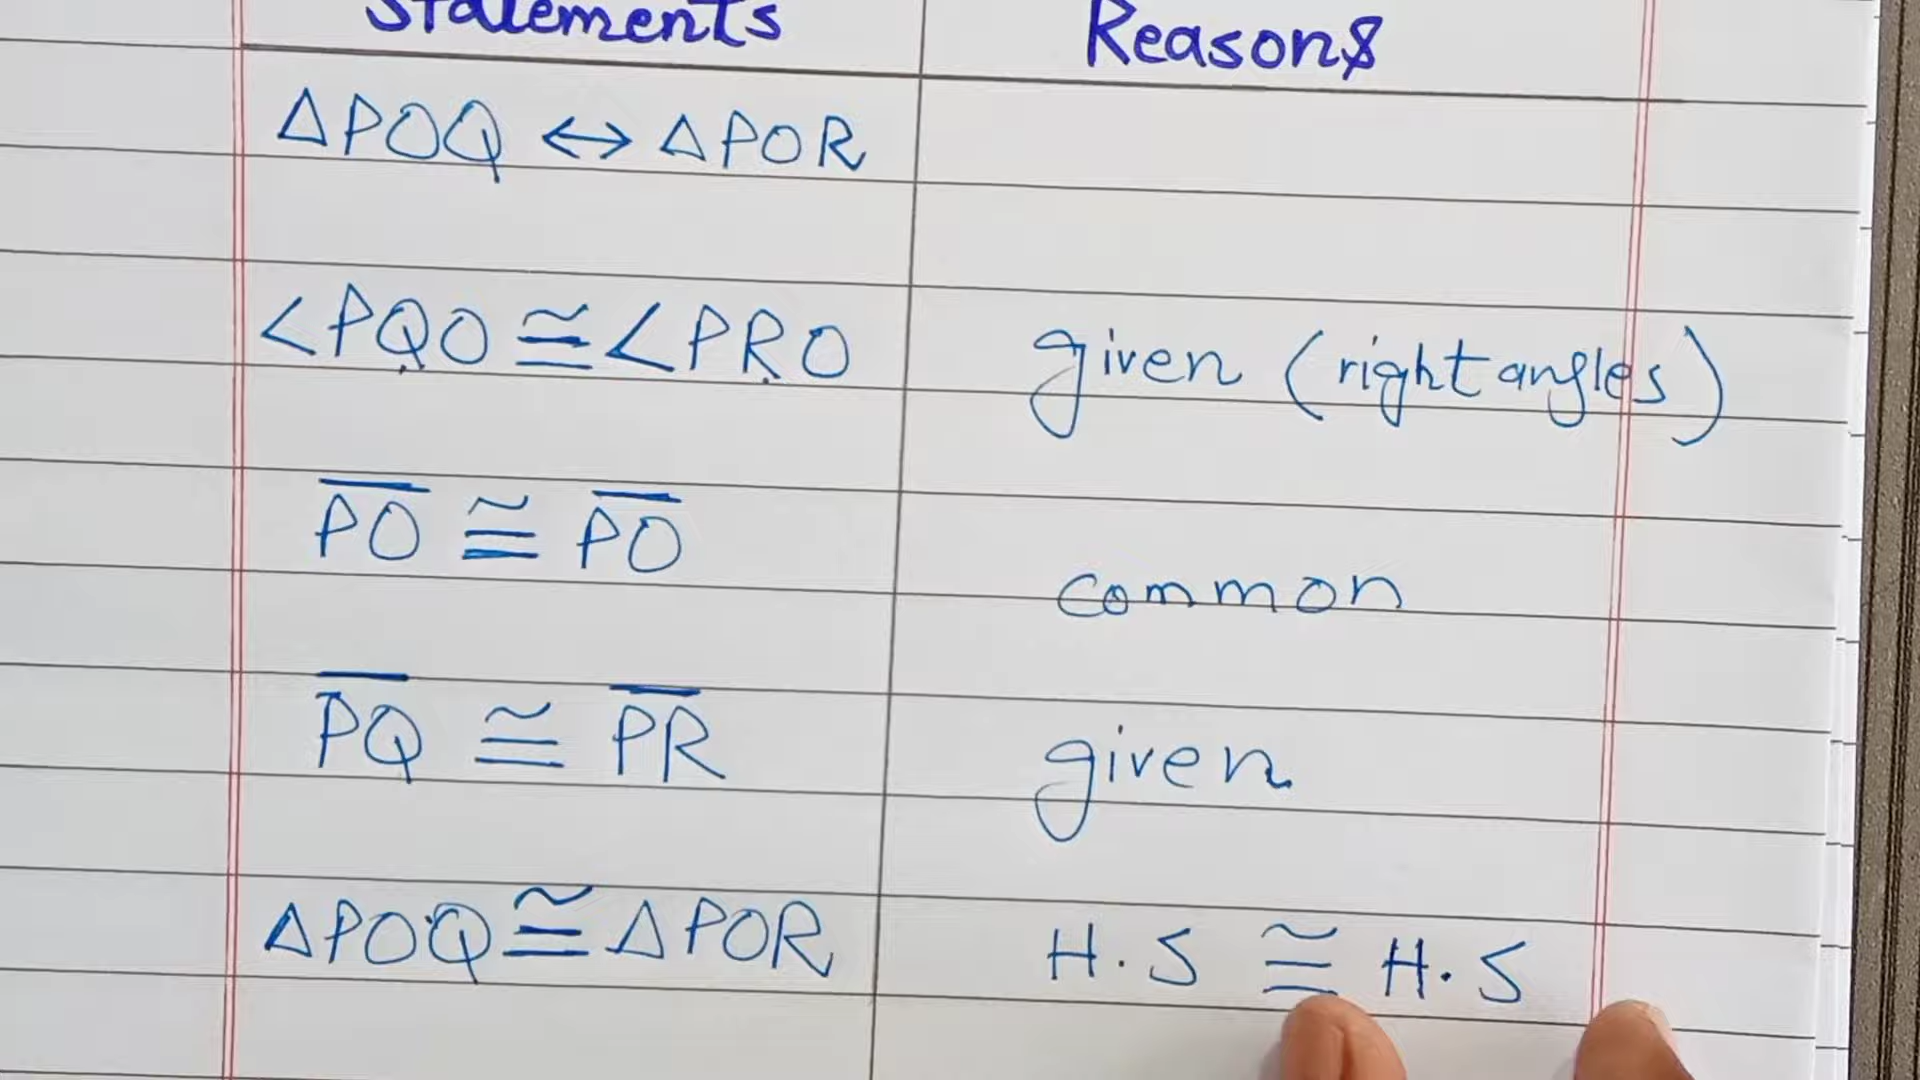 Statements Reasons
ΔPOQ ↔ ΔPOR
<PQO ≅ <PRO given (right angles)
P̅O̅ ≅ P̅O̅ common
P̅Q̅ ≅ P̅R̅ given
ΔPOQ ≅ ΔPOR H.S ≅ H.S